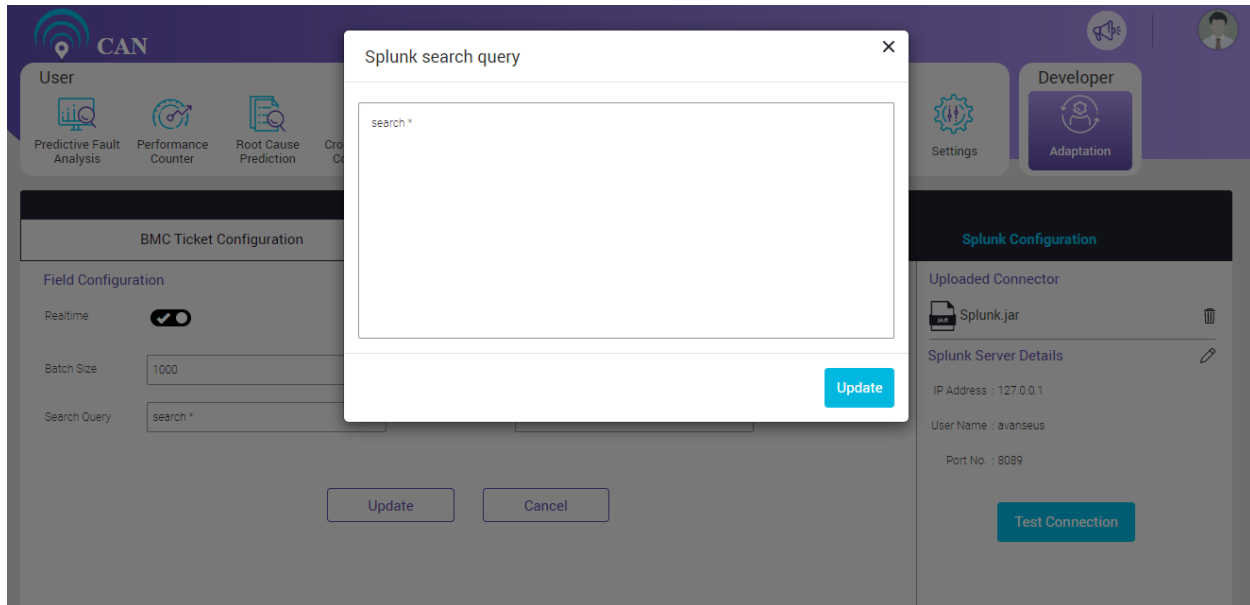 CAN
User
Developer
Predictive Fault
Analysis
Performance
Counter
Root Cause
Prediction
Settings
Adaptation
Splunk search query
search *
Update
BMC Ticket Configuration
Splunk Configuration
Field Configuration
Realtime
Batch Size
1000
Search Query
search *
Update
Cancel
Uploaded Connector
JAR
Splunk.jar
Splunk Server Details
IP Address : 127.0.0.1
User Name : avanseus
Port No. : 8089
Test Connection